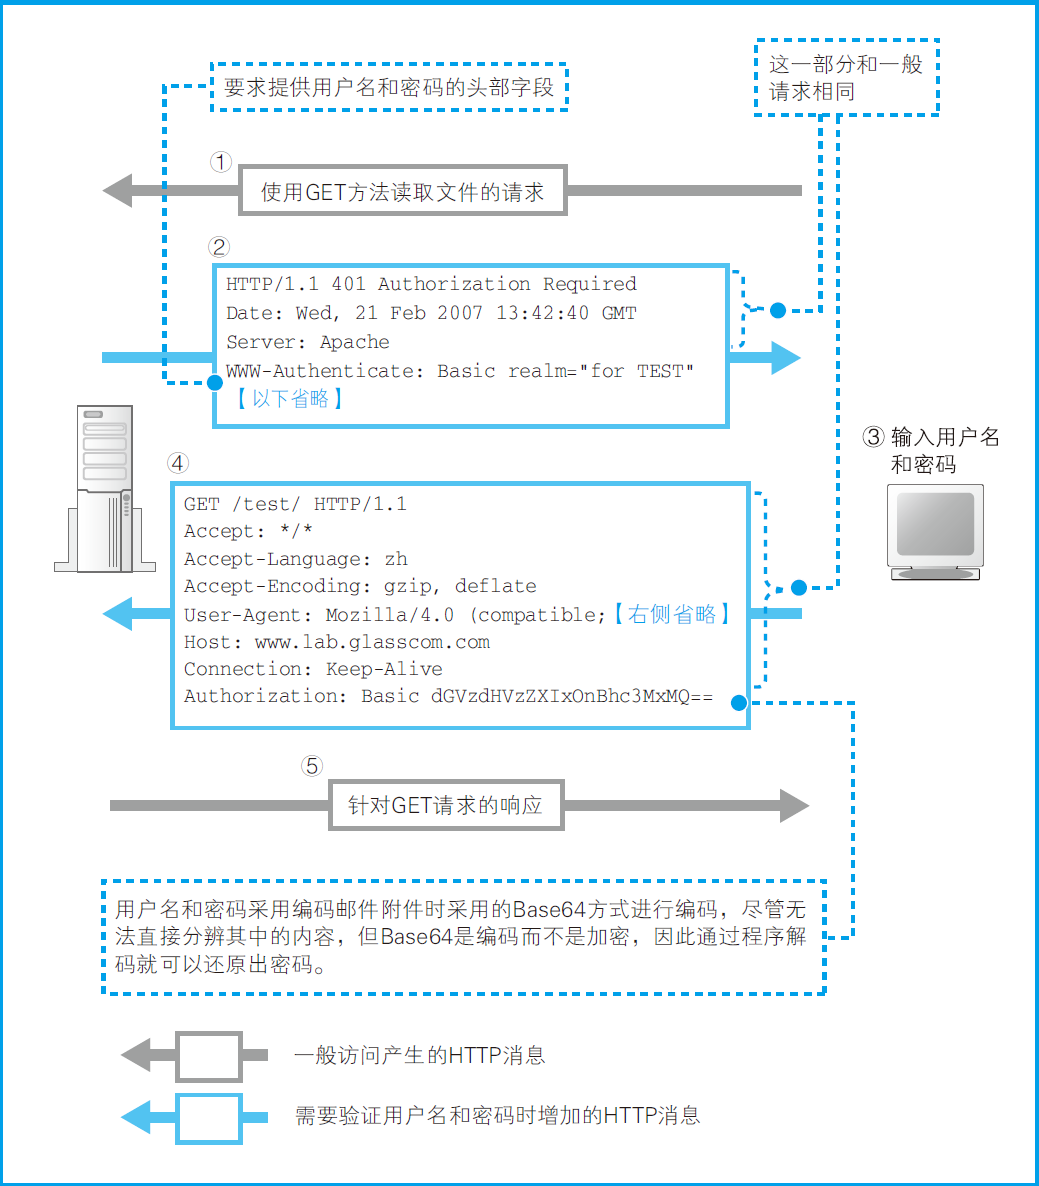 要求提供用户名和密码的头部字段
这一部分和一般
请求相同
①
使用GET方法读取文件的请求
②
HTTP/1.1 401 Authorization Required
Date: Wed, 21 Feb 2007 13:42:40 GMT
Server: Apache
WWW-Authenticate: Basic realm="for TEST"
【以下省略】
③ 输入用户名
和密码
④
GET /test/ HTTP/1.1
Accept: */*
Accept-Language: zh
Accept-Encoding: gzip, deflate
User-Agent: Mozilla/4.0 (compatible;【右侧省略】
Host: www.lab.glasscom.com
Connection: Keep-Alive
Authorization: Basic dGVzdHVzZXIxOnBhc3MxMQ==
⑤
针对GET请求的响应
用户名和密码采用编码邮件附件时采用的Base64方式进行编码，尽管无
法直接分辨其中的内容，但Base64是编码而不是加密，因此通过程序解
码就可以还原出密码。
一般访问产生的HTTP消息
需要验证用户名和密码时增加的HTTP消息